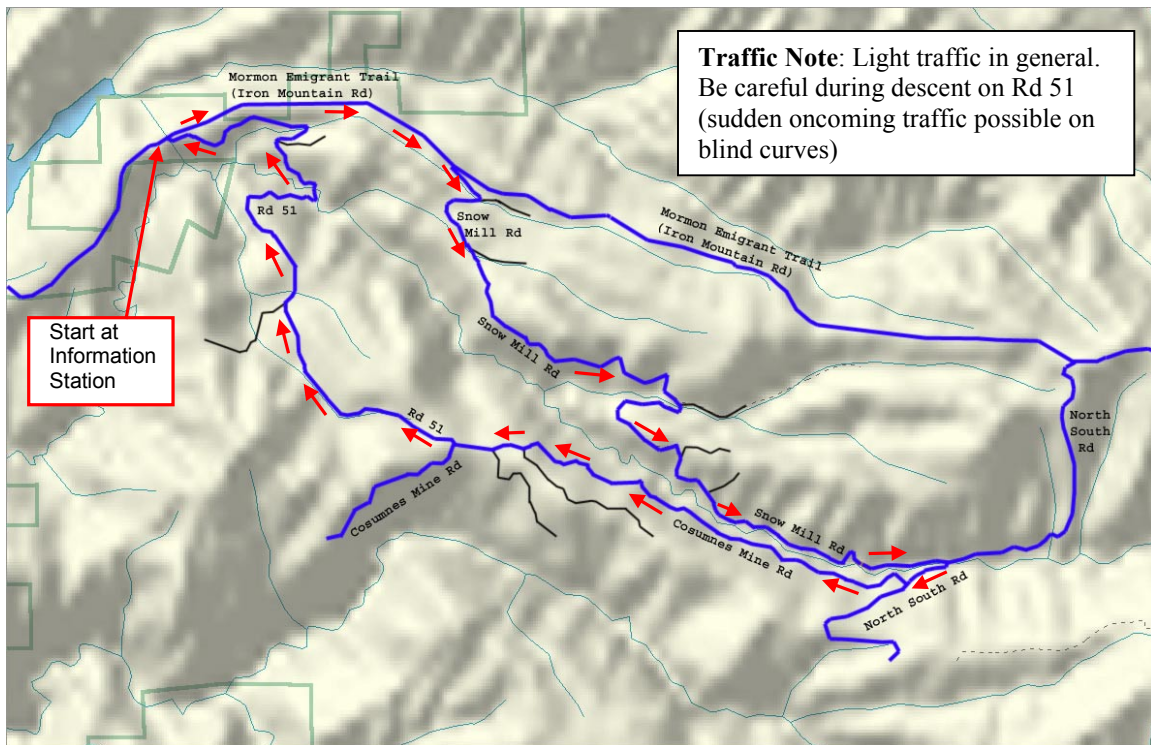 Traffic Note: Light traffic in general.
Be careful during descent on Rd 51
(sudden oncoming traffic possible on
blind curves)
Mormon Emigrant Trail
(Iron Mountain Rd)
Rd 51
Snow
Mill Rd
Mormon Emigrant Trail
(Iron Mountain Rd)
Start at
Information
Station
Snow Mill Rd
Rd 51
North
South
Rd
Cosumnes Mine Rd
Snow Mill Rd
Cosumnes Mine Rd
North South Rd